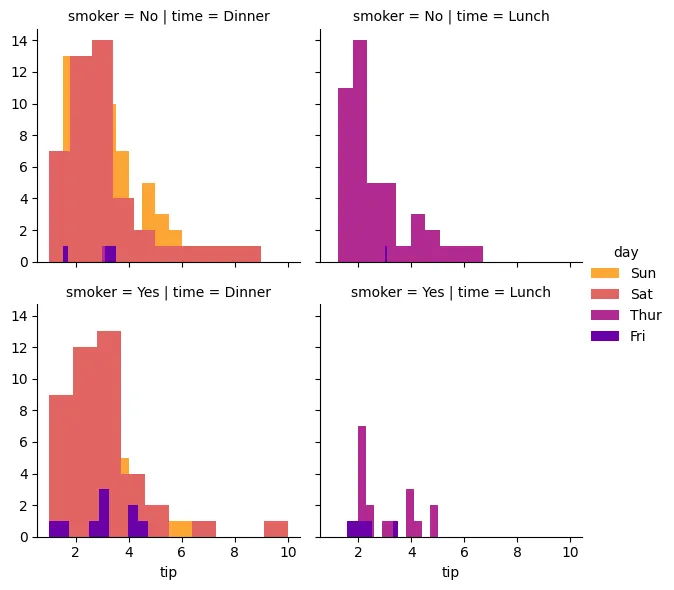 smoker = No | time = Dinner
smoker = No | time = Lunch
14
12
10
8
6
4
2
0
day
Sun
Sat
Thur
Fri
smoker = Yes | time = Dinner
smoker = Yes | time = Lunch
14
12
10
8
6
4
2
0
2 4 6 8 10
2 4 6 8 10
tip
tip